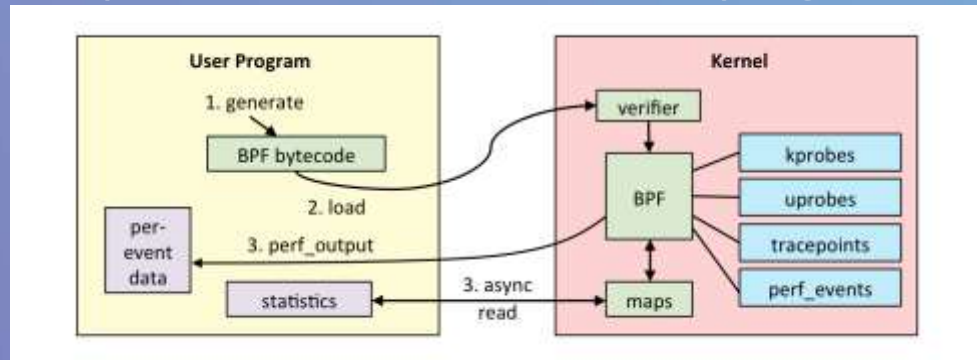 User Program
1. generate
BPF bytecode
2. load
per-
event
data
3. perf_output
statistics
3. async
read
Kernel
verifier
BPF
maps
kprobes
uprobes
tracepoints
perf_events